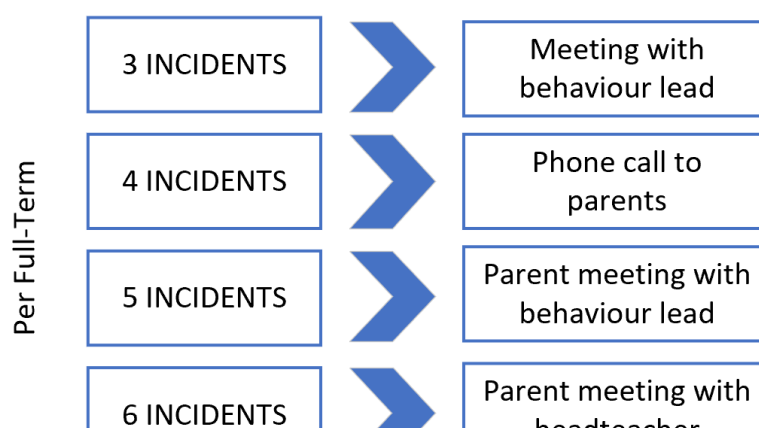 Per Full-Term
3 INCIDENTS
Meeting with
behaviour lead
4 INCIDENTS
Phone call to
parents
5 INCIDENTS
Parent meeting with
behaviour lead
6 INCIDENTS
Parent meeting with
headteacher